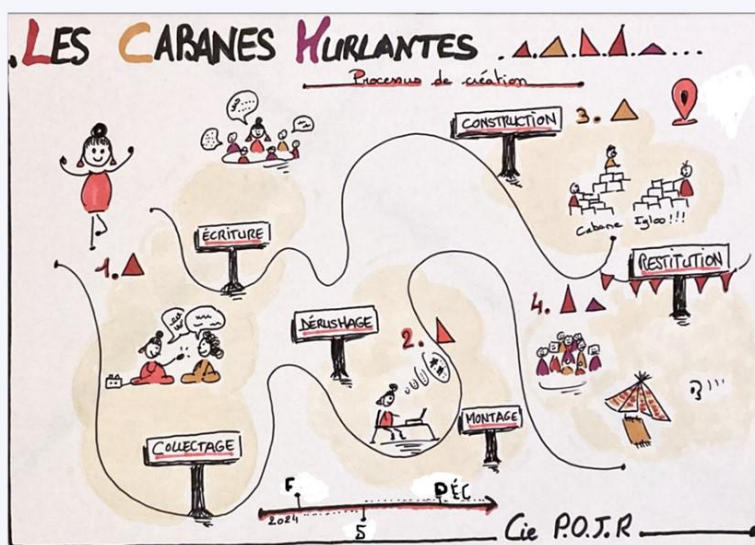 .LES CABANES HURLANTES ....
Processus de création
CONSTRUCTION
3.
ÉCRITURE
Cabane Igloo!!!
1.
RESTITUTION
DÉRUSHAGE
2.
4.
MONTAGE
COLLECTAGE
F
DÉC
2024
S
Cie P.O.J.R